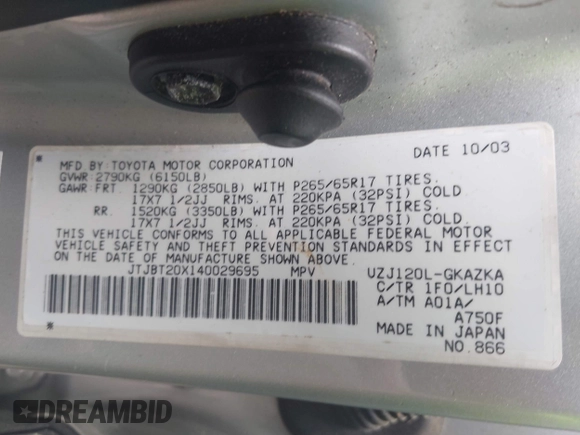 MFD. BY: TOYOTA MOTOR CORPORATION DATE 10/03
GVWR: 2790KG (6150LB)
GAWR: FRT. 1290KG (2850LB) WITH P265/65R17 TIRES.
17X7 1/2JJ RIMS. AT 220KPA (32PSI) COLD
RR. 1520KG (3350LB) WITH P265/65R17 TIRES.
17X7 1/2JJ RIMS. AT 220KPA (32PSI) COLD
THIS VEHICLE CONFORMS TO ALL APPLICABLE FEDERAL MOTOR
VEHICLE SAFETY AND THEFT PREVENTION STANDARDS IN EFFECT
ON THE DATE OF MANUFACTURE SHOWN ABOVE.
JTJBT20X140029695 MPV UZJ120L-GKAZKA
C/TR 1F0/LH10
A/TM A01A/
A750F
MADE IN JAPAN
NO.866
DREAMBID